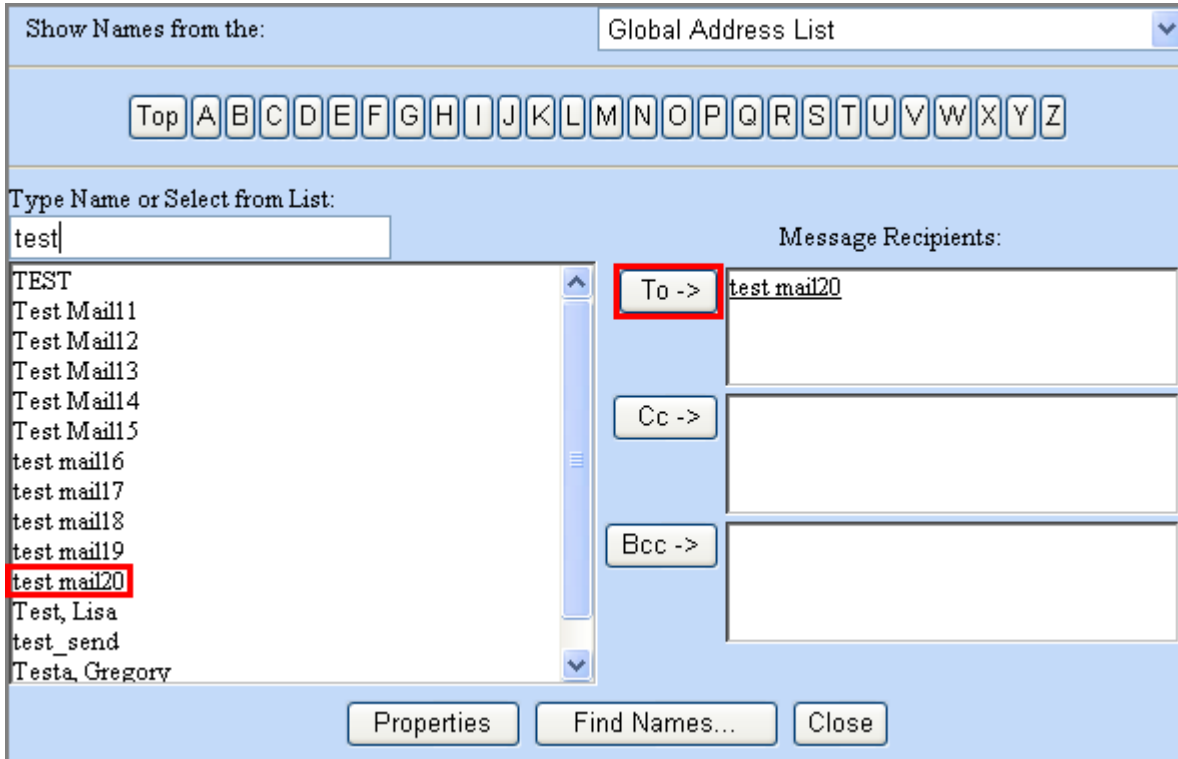 Show Names from the: Global Address List
Top A B C D E F G H I J K L M N O P Q R S T U V W X Y Z
Type Name or Select from List:
test
Message Recipients:
TEST
Test Mail11
Test Mail12
Test Mail13
Test Mail14
Test Mail15
test mail16
test mail17
test mail18
test mail19
test mail20
Test, Lisa
test_send
Testa, Gregory
To -> test mail20
Cc ->
Bcc ->
Properties Find Names... Close